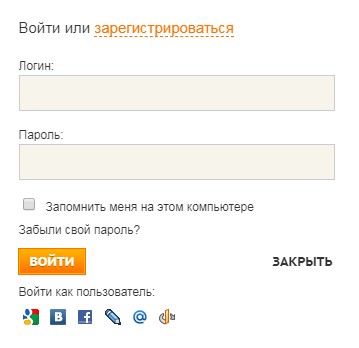 Войти или зарегистрироваться
Логин:
Пароль:
Запомнить меня на этом компьютере
Забыли свой пароль?
ВОЙТИ ЗАКРЫТЬ
Войти как пользователь: